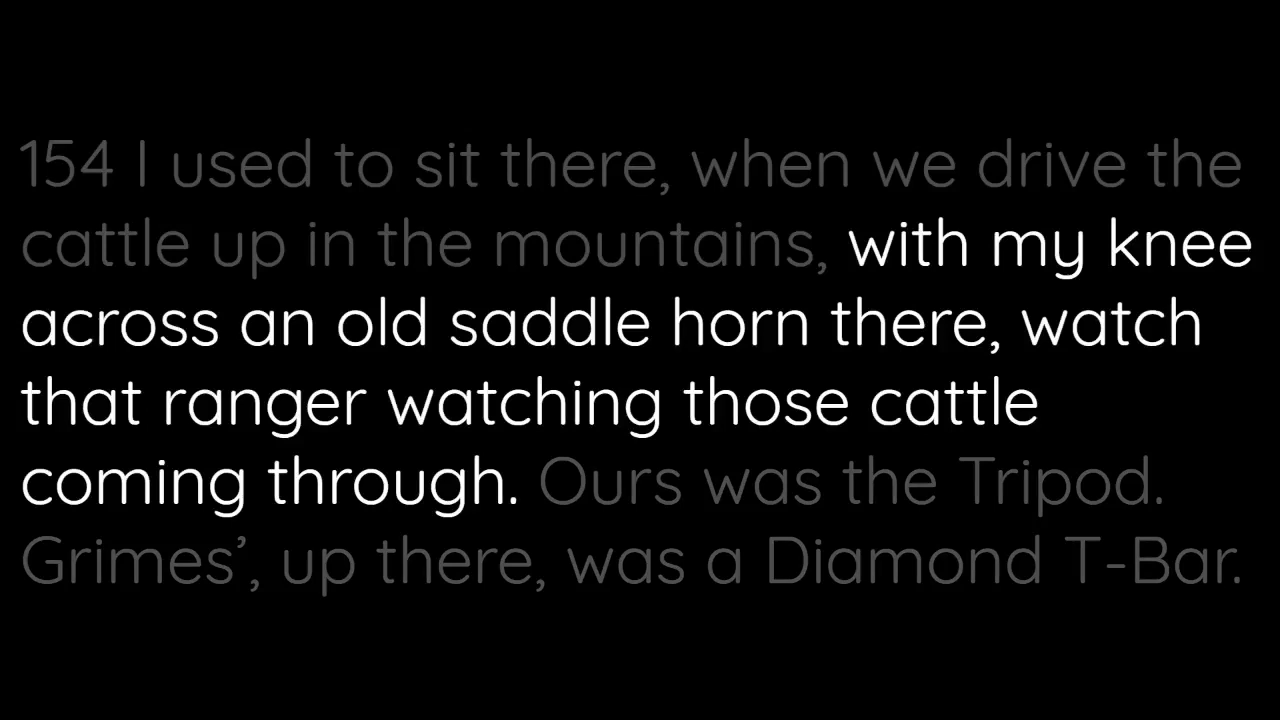 154 I used to sit there, when we drive the
cattle up in the mountains, with my knee
across an old saddle horn there, watch
that ranger watching those cattle
coming through. Ours was the Tripod.
Grimes’, up there, was a Diamond T-Bar.